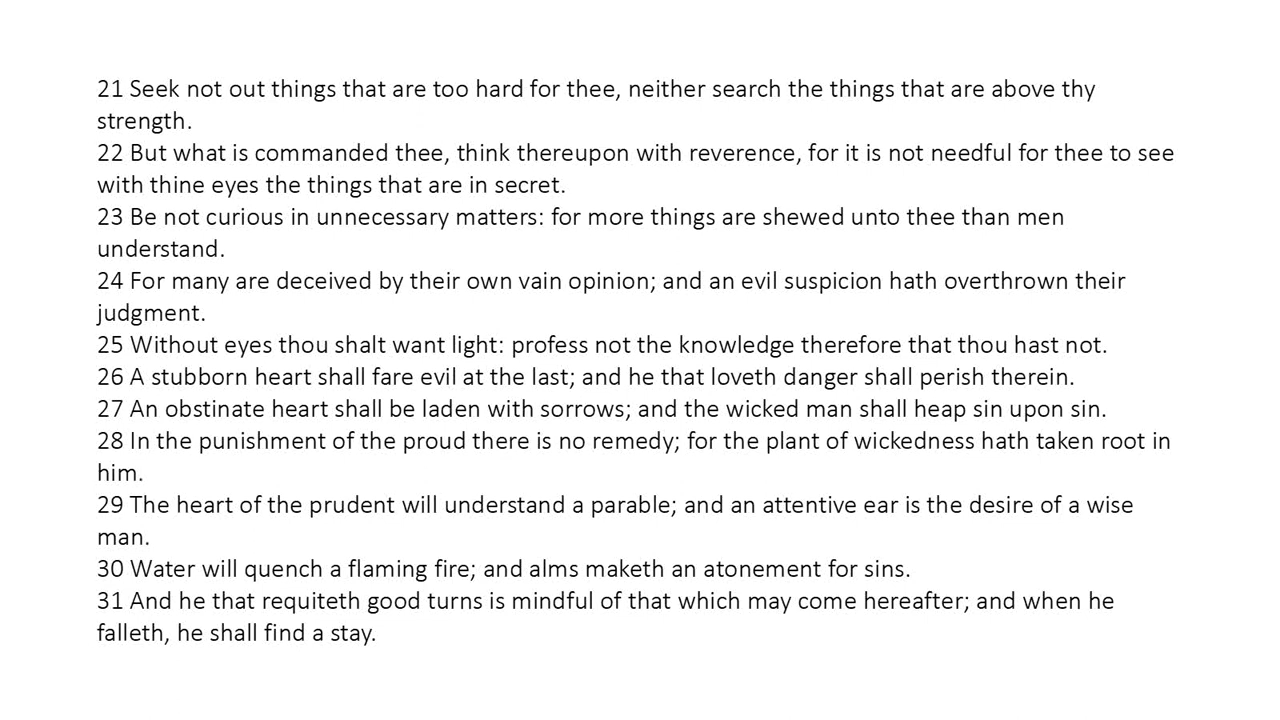 21 Seek not out things that are too hard for thee, neither search the things that are above thy
strength.
22 But what is commanded thee, think thereupon with reverence, for it is not needful for thee to see
with thine eyes the things that are in secret.
23 Be not curious in unnecessary matters: for more things are shewed unto thee than men
understand.
24 For many are deceived by their own vain opinion; and an evil suspicion hath overthrown their
judgment.
25 Without eyes thou shalt want light: profess not the knowledge therefore that thou hast not.
26 A stubborn heart shall fare evil at the last; and he that loveth danger shall perish therein.
27 An obstinate heart shall be laden with sorrows; and the wicked man shall heap sin upon sin.
28 In the punishment of the proud there is no remedy; for the plant of wickedness hath taken root in
him.
29 The heart of the prudent will understand a parable; and an attentive ear is the desire of a wise
man.
30 Water will quench a flaming fire; and alms maketh an atonement for sins.
31 And he that requiteth good turns is mindful of that which may come hereafter; and when he
falleth, he shall find a stay.